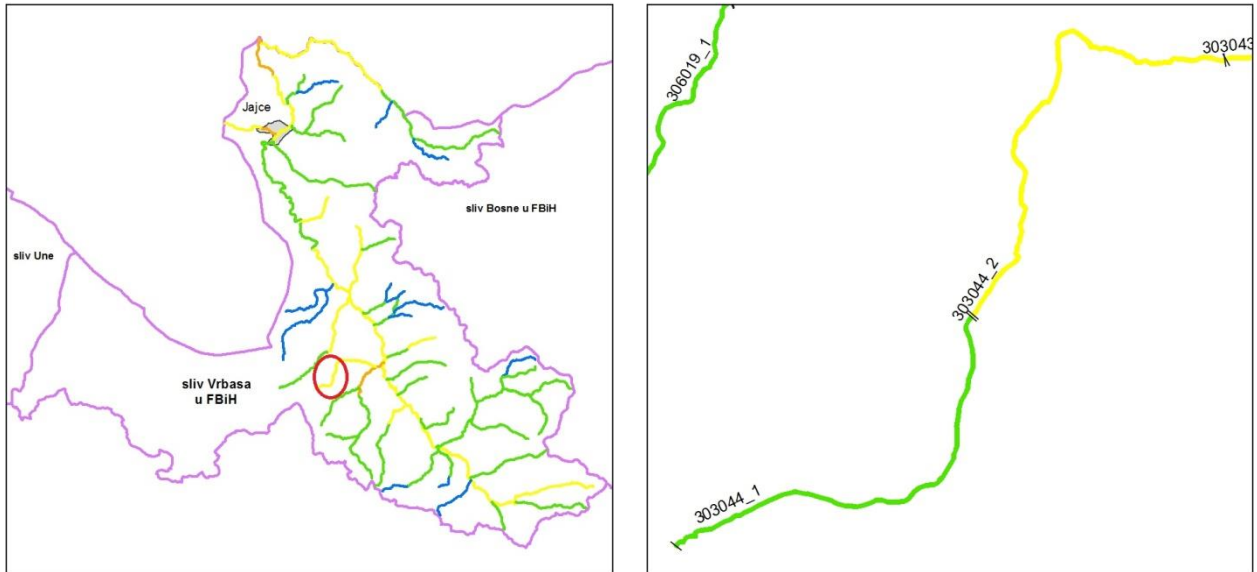 Jajce
sliv Bosne u FBiH
sliv Une
sliv Vrbasa
u FBiH
306019_1
303043
303044_2
303044_1